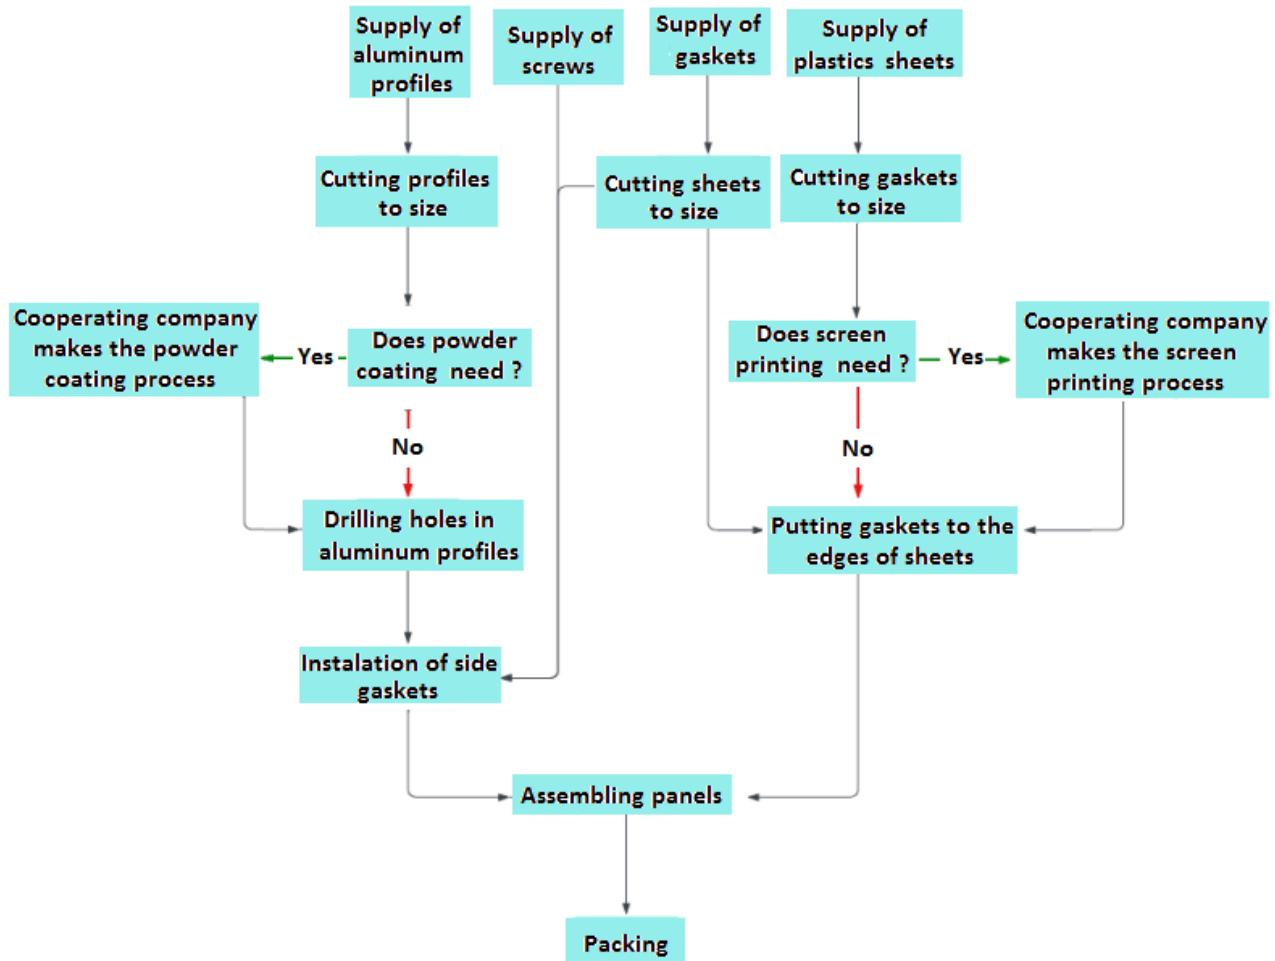 Supply of
aluminum
profiles
Supply of
screws
Supply of
gaskets
Supply of
plastics sheets
Cutting profiles
to size
Cutting sheets
to size
Cutting gaskets
to size
Cooperating company
makes the powder
coating process
Yes
Does powder
coating need ?
Does screen
printing need ?
Yes
Cooperating company
makes the screen
printing process
No
No
Drilling holes in
aluminum profiles
Putting gaskets to the
edges of sheets
Instalation of side
gaskets
Assembling panels
Packing